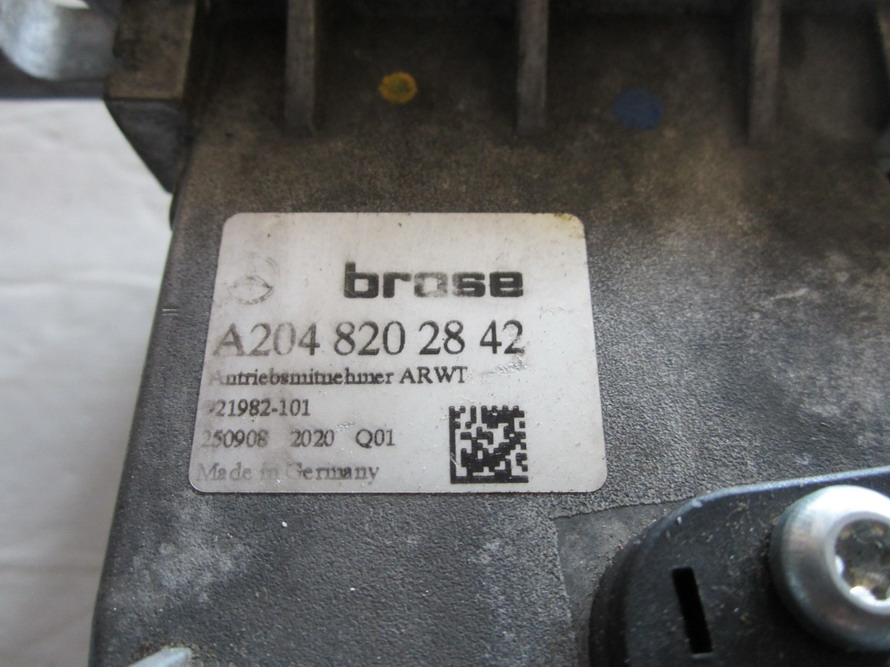 brose
A204 820 28 42
Antriebsmitnehmer ARWT
921982-101
250908 2020 Q01
Made in Germany